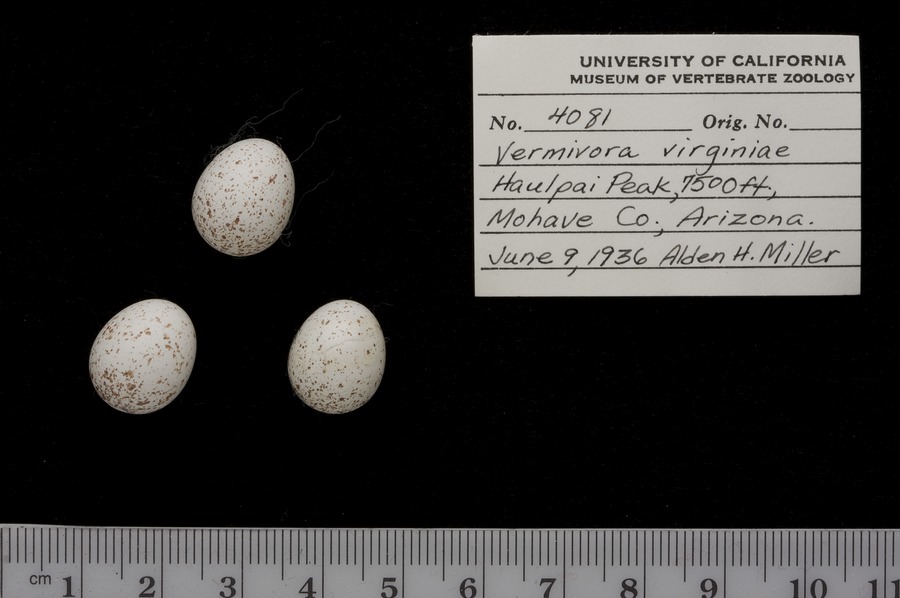 UNIVERSITY OF CALIFORNIA
MUSEUM OF VERTEBRATE ZOOLOGY
No. 4081 Orig. No.
Vermivora virginiae
Haulpai Peak, 7500 ft,
Mohave Co., Arizona.
June 9, 1936 Alden H. Miller
cm 1 2 3 4 5 6 7 8 9 10 11